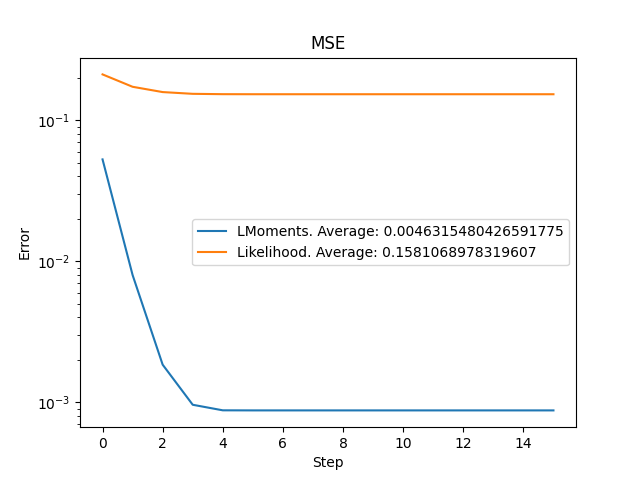 MSE
Error
10⁻¹
10⁻²
10⁻³
LMoments. Average: 0.0046315480426591775
Likelihood. Average: 0.1581068978319607
0 2 4 6 8 10 12 14
Step